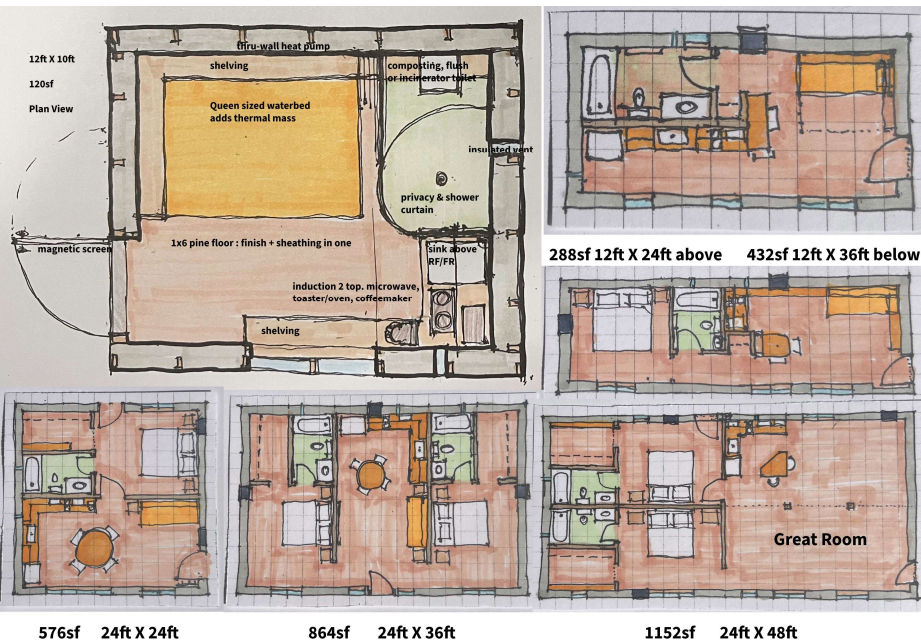 12ft X 10ft
120sf
Plan View
thru-wall heat pump
shelving
composting, flush
or incinerator toilet
Queen sized waterbed
adds thermal mass
insulated vent
privacy & shower
curtain
magnetic screen
1x6 pine floor : finish + sheathing in one
sink above
RF/FR
induction 2 top. microwave,
toaster/oven, coffeemaker
shelving
288sf 12ft X 24ft above
432sf 12ft X 36ft below
Great Room
576sf 24ft X 24ft
864sf 24ft X 36ft
1152sf 24ft X 48ft